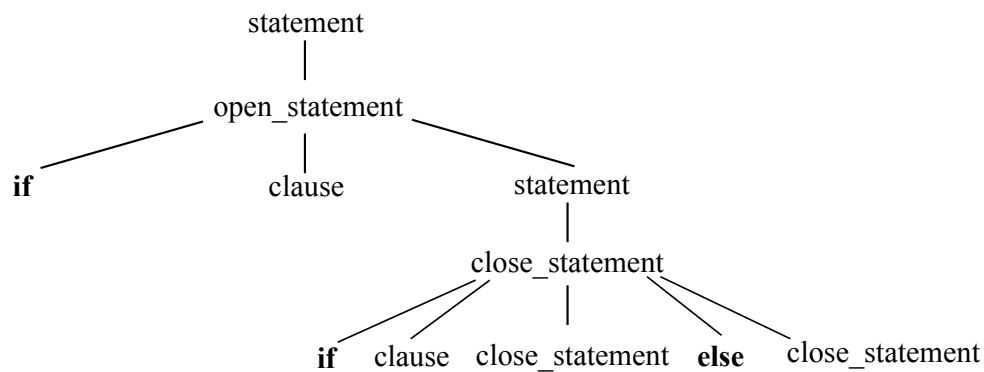 statement
open_statement
if clause statement
close_statement
if clause close_statement else close_statement